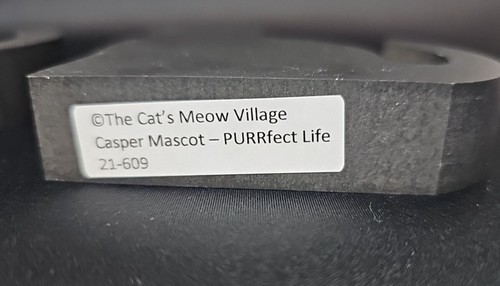 ©The Cat's Meow Village
Casper Mascot – PURRfect Life
21-609